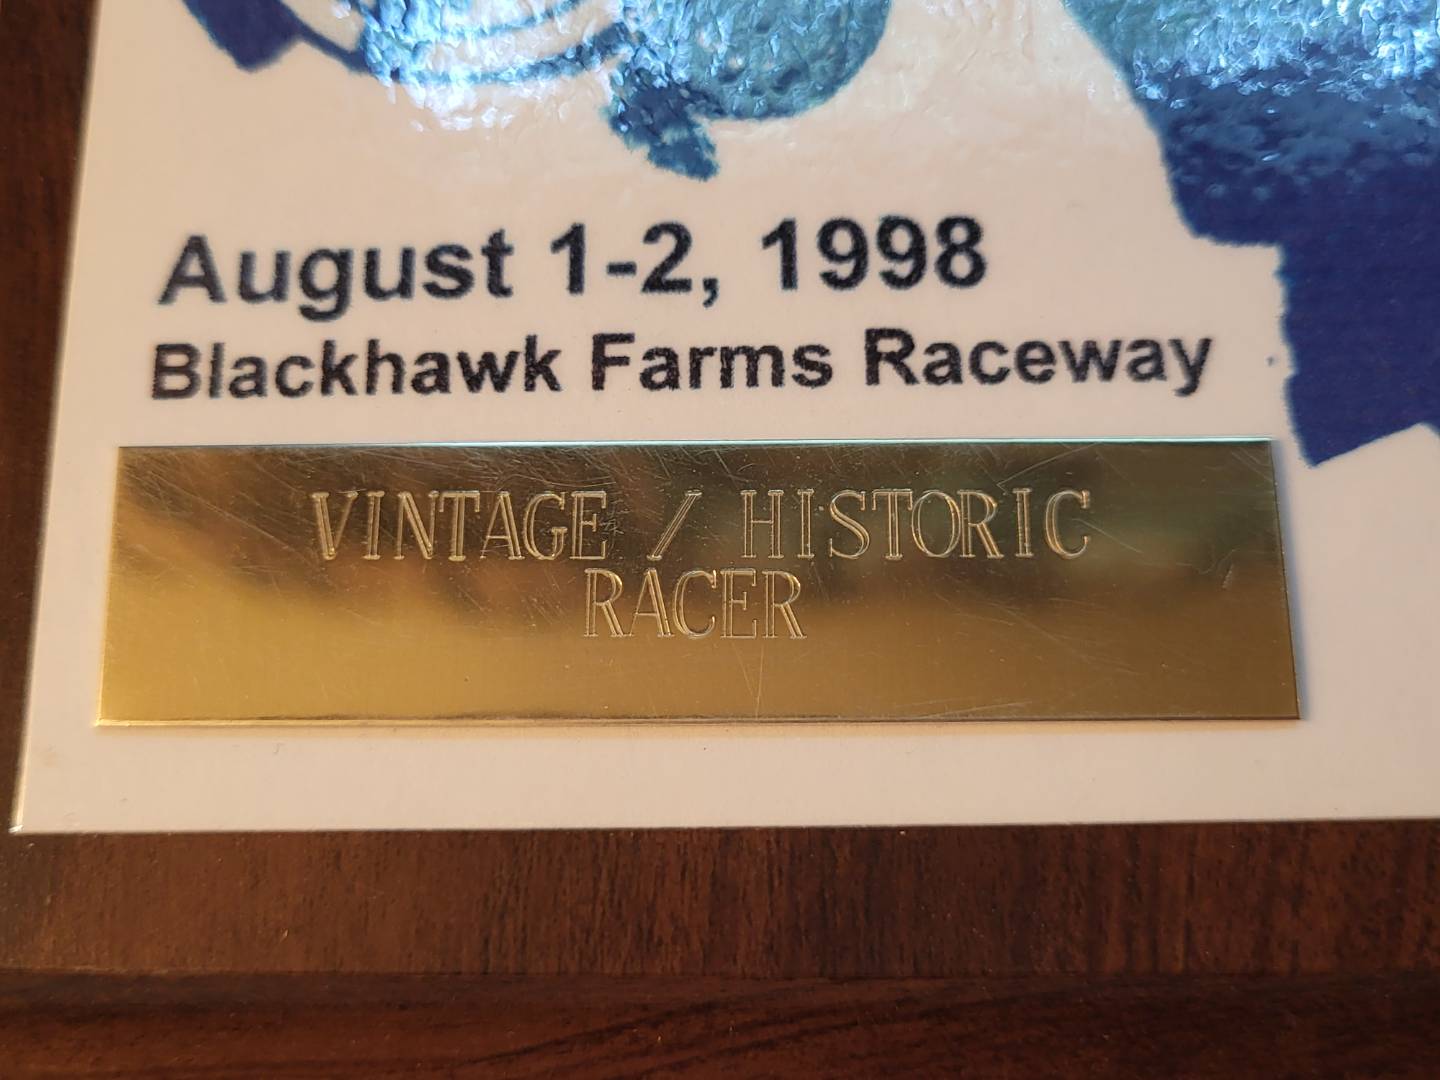 August 1-2, 1998
Blackhawk Farms Raceway
VINTAGE / HISTORIC
RACER